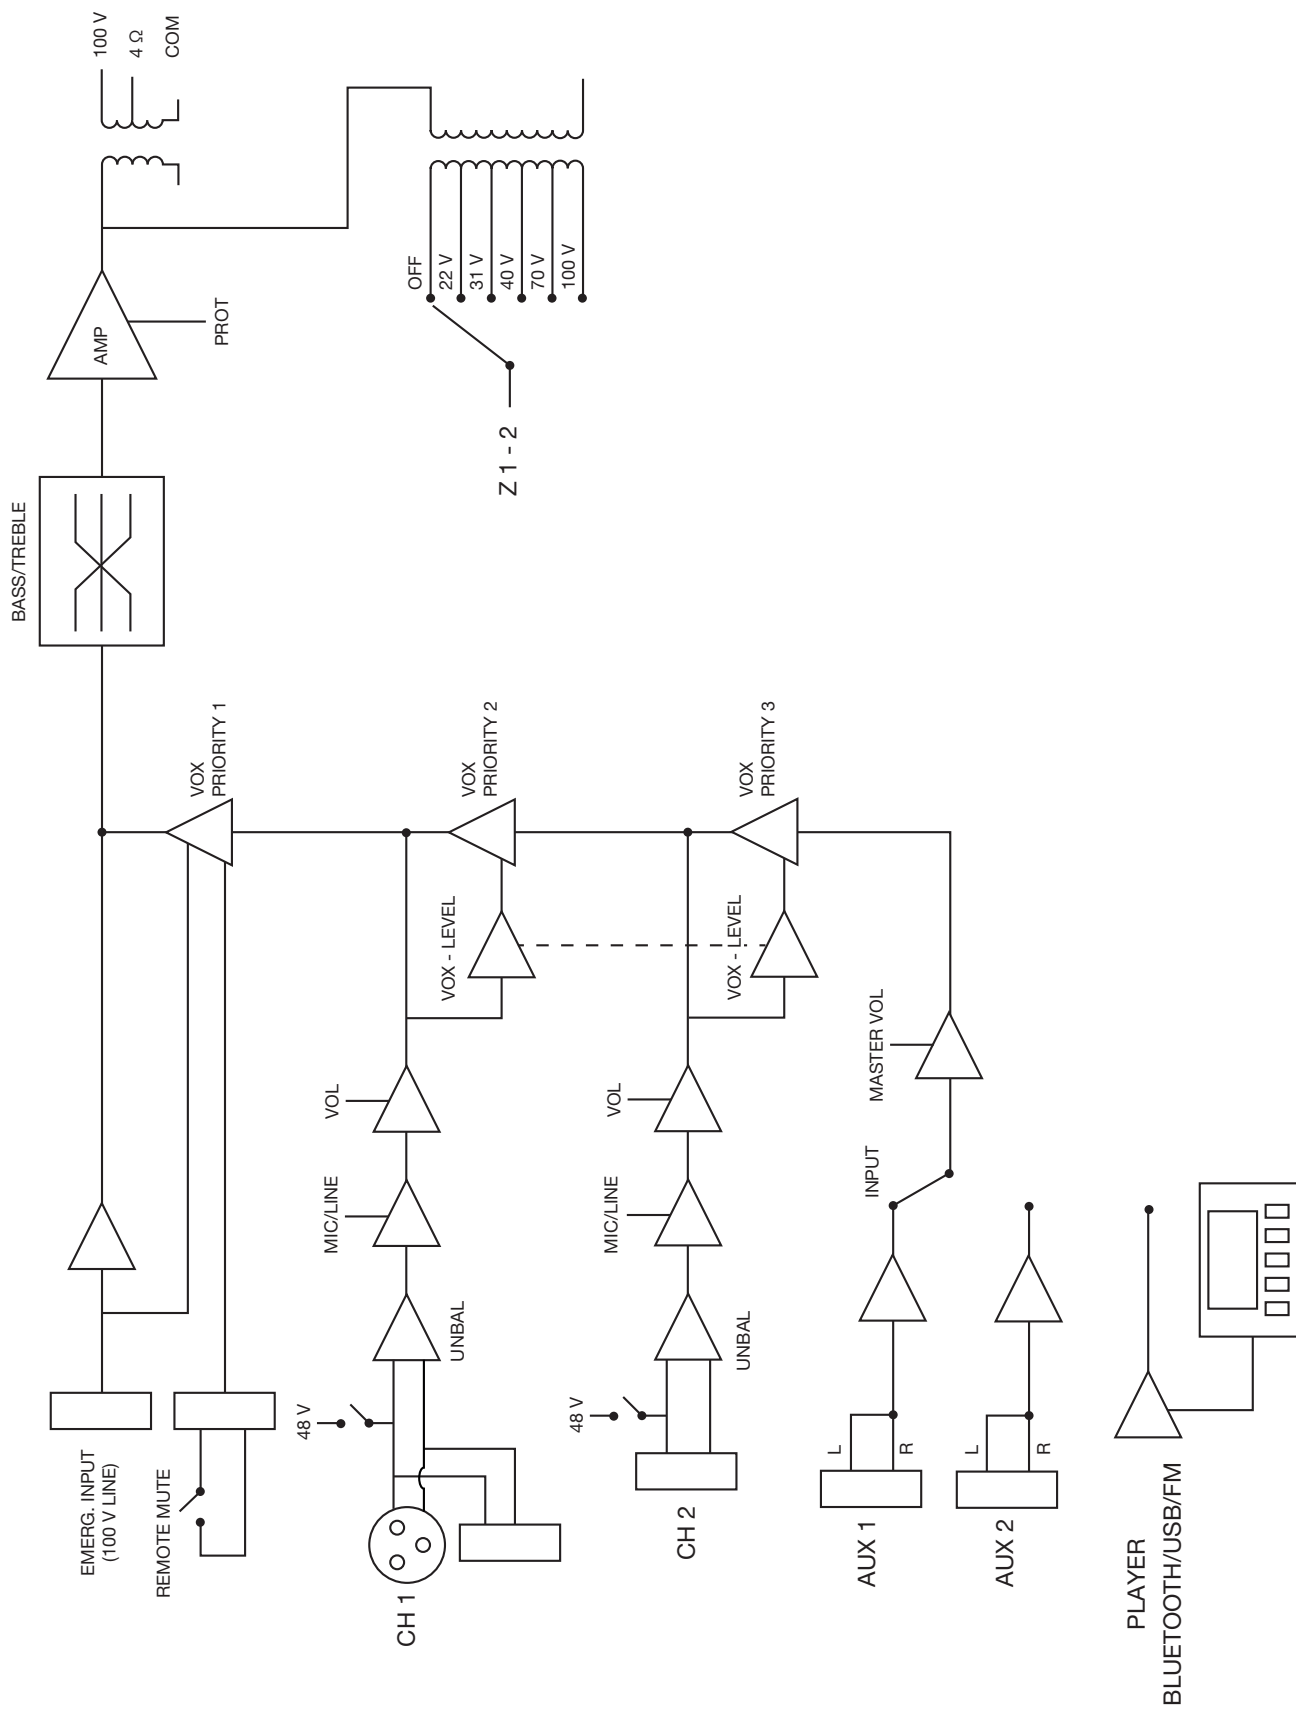 EMERG. INPUT
(100 V LINE)
REMOTE MUTE
CH 1
48 V
UNBAL
MIC/LINE
VOL
VOX - LEVEL
CH 2
48 V
UNBAL
MIC/LINE
VOL
VOX - LEVEL
AUX 1
L
R
AUX 2
L
R
PLAYER
BLUETOOTH/USB/FM
INPUT
MASTER VOL
VOX
PRIORITY 1
VOX
PRIORITY 2
VOX
PRIORITY 3
BASS/TREBLE
AMP
PROT
100 V
4 Ω
COM
Z 1 - 2
OFF
22 V
31 V
40 V
70 V
100 V